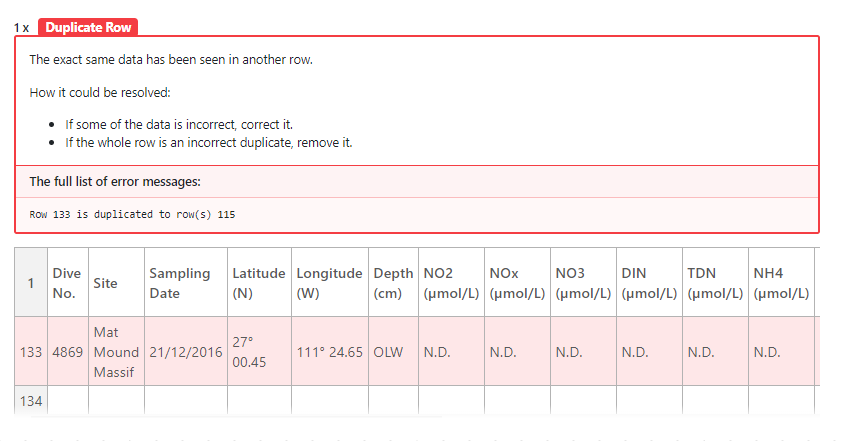 1 x Duplicate Row
The exact same data has been seen in another row.
How it could be resolved:
• If some of the data is incorrect, correct it.
• If the whole row is an incorrect duplicate, remove it.
The full list of error messages:
Row 133 is duplicated to row(s) 115
1 Dive No. Site Sampling Date Latitude (N) Longitude (W) Depth (cm) NO2 (μmol/L) NOx (μmol/L) NO3 (μmol/L) DIN (μmol/L) TDN (μmol/L) NH4 (μmol/L)
133 4869 Mat Mound Massif 21/12/2016 27° 00.45 111° 24.65 OLW N.D. N.D. N.D. N.D. N.D. N.D.
134